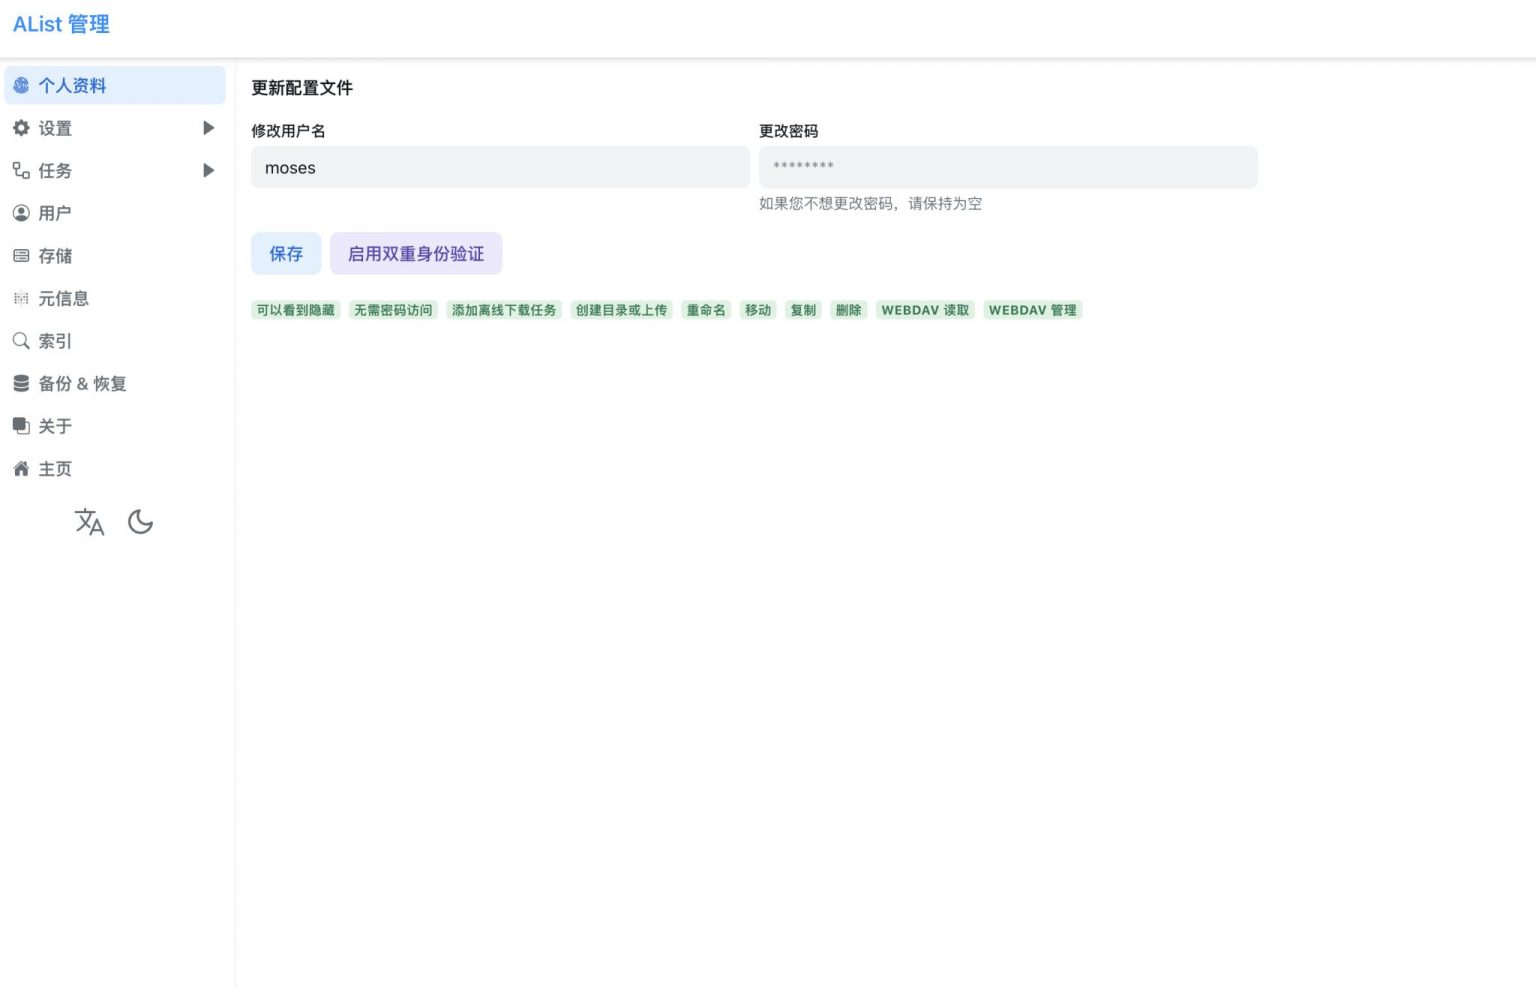 AList 管理
个人资料
设置
任务
用户
存储
元信息
索引
备份 & 恢复
关于
主页
更新配置文件
修改用户名
moses
更改密码
********
如果您不想更改密码，请保持为空
保存 启用双重身份验证
可以看到隐藏 无需密码访问 添加离线下载任务 创建目录或上传 重命名 移动 复制 删除 WEBDAV 读取 WEBDAV 管理